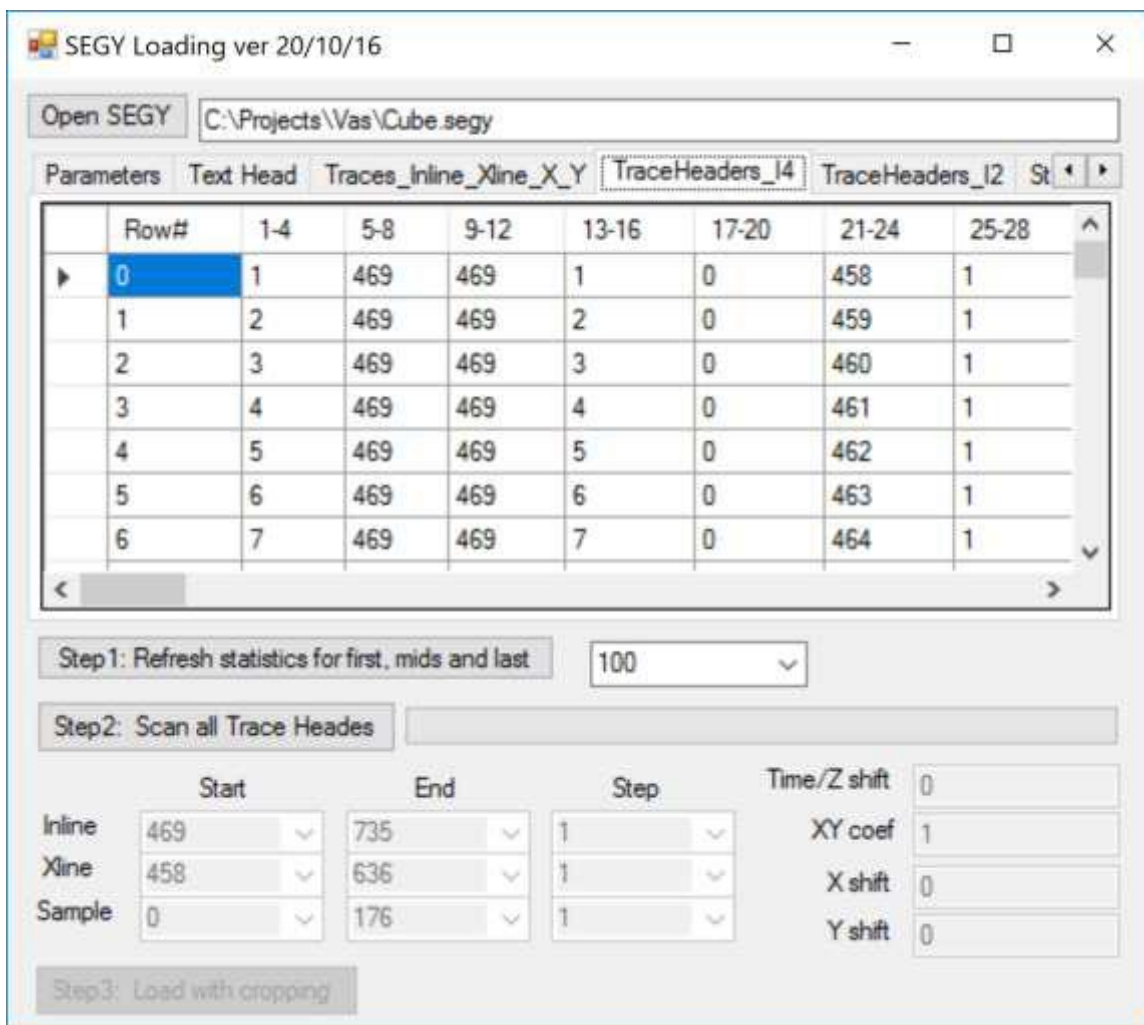 SEGY Loading ver 20/10/16
Open SEGY C:\Projects\Vas\Cube.segy
Parameters Text Head Traces_Inline_Xline_X_Y TraceHeaders_I4 TraceHeaders_I2 St
Row# 1-4 5-8 9-12 13-16 17-20 21-24 25-28
0 1 469 469 1 0 458 1
1 2 469 469 2 0 459 1
2 3 469 469 3 0 460 1
3 4 469 469 4 0 461 1
4 5 469 469 5 0 462 1
5 6 469 469 6 0 463 1
6 7 469 469 7 0 464 1
Step1: Refresh statistics for first, mids and last 100
Step2: Scan all Trace Heades
Start End Step Time/Z shift 0
Inline 469 735 1 XY coef 1
Xline 458 636 1 X shift 0
Sample 0 176 1 Y shift 0
Step3: Load with cropping